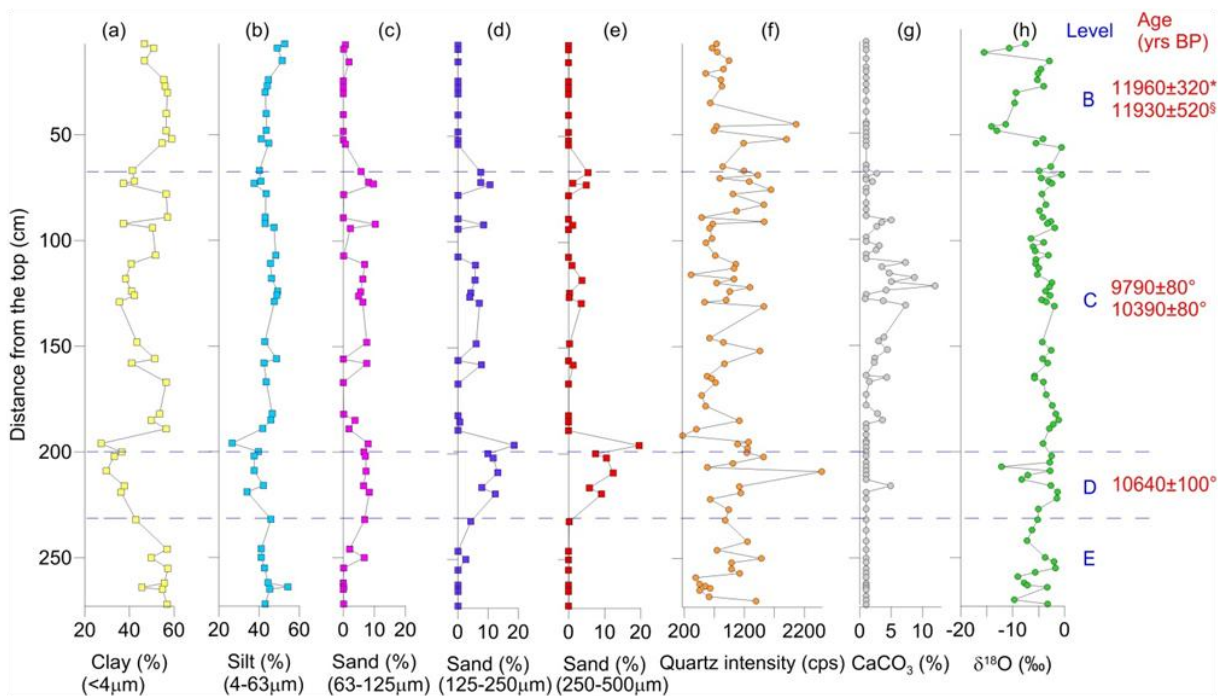 (a) (b) (c) (d) (e) (f) (g) (h) Level Age
(yrs BP)
B 11960±320*
11930±520§
C 9790±80°
10390±80°
D 10640±100°
E
Distance from the top (cm)
50
100
150
200
250
20 40 60 20 40 60 0 10 20 0 10 20 0 10 20 200 1200 2200 0 5 10 -20 -10 0
Clay (%) Silt (%) Sand (%) Sand (%) Sand (%) Quartz intensity (cps) CaCO₃ (%) δ¹⁸O (‰)
(<4μm) (4-63μm) (63-125μm) (125-250μm) (250-500μm)